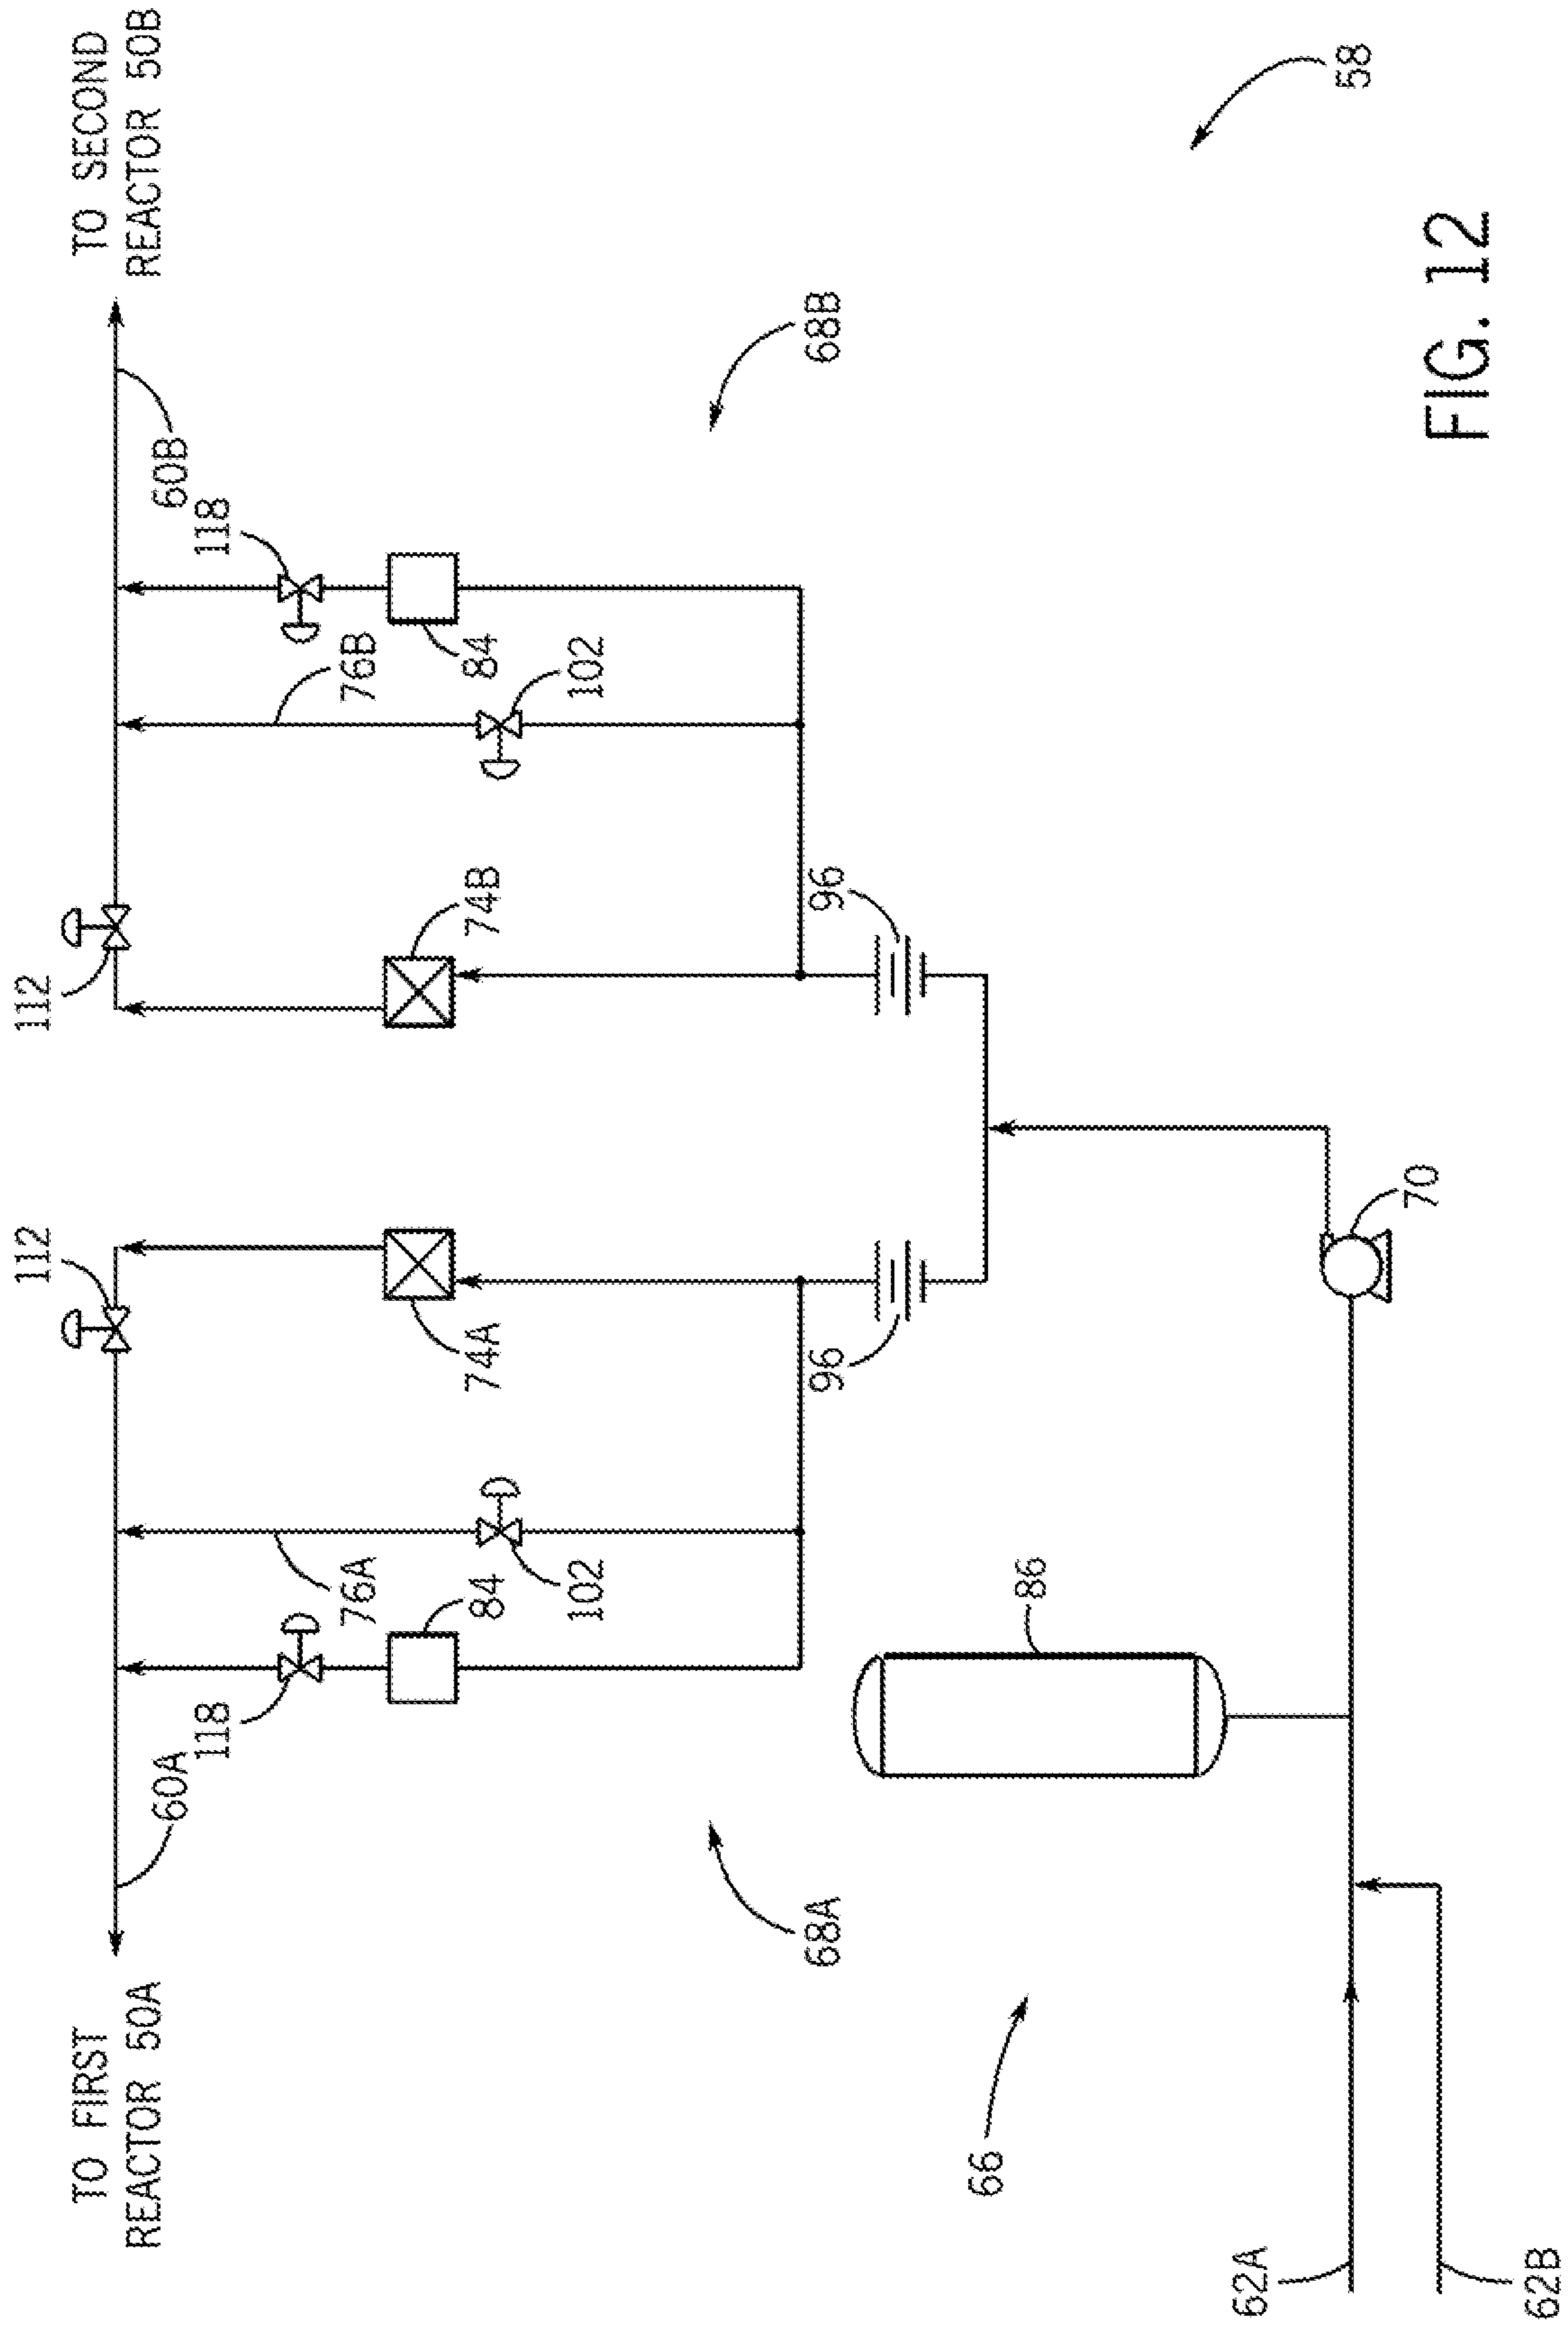 TO FIRST
REACTOR 50A
TO SECOND
REACTOR 50B
112
112
60A
60B
118
118
76A
76B
84
84
102
102
74A
74B
68A
68B
96
96
86
66
70
58
62A
62B
FIG. 12